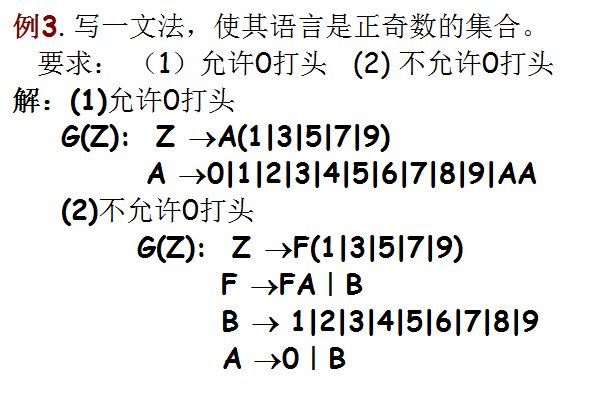 例3. 写一文法，使其语言是正奇数的集合。
要求： （1）允许0打头 (2) 不允许0打头
解：(1)允许0打头
G(Z): Z →A(1|3|5|7|9)
A →0|1|2|3|4|5|6|7|8|9|AA
(2)不允许0打头
G(Z): Z →F(1|3|5|7|9)
F →FA｜B
B → 1|2|3|4|5|6|7|8|9
A →0｜B